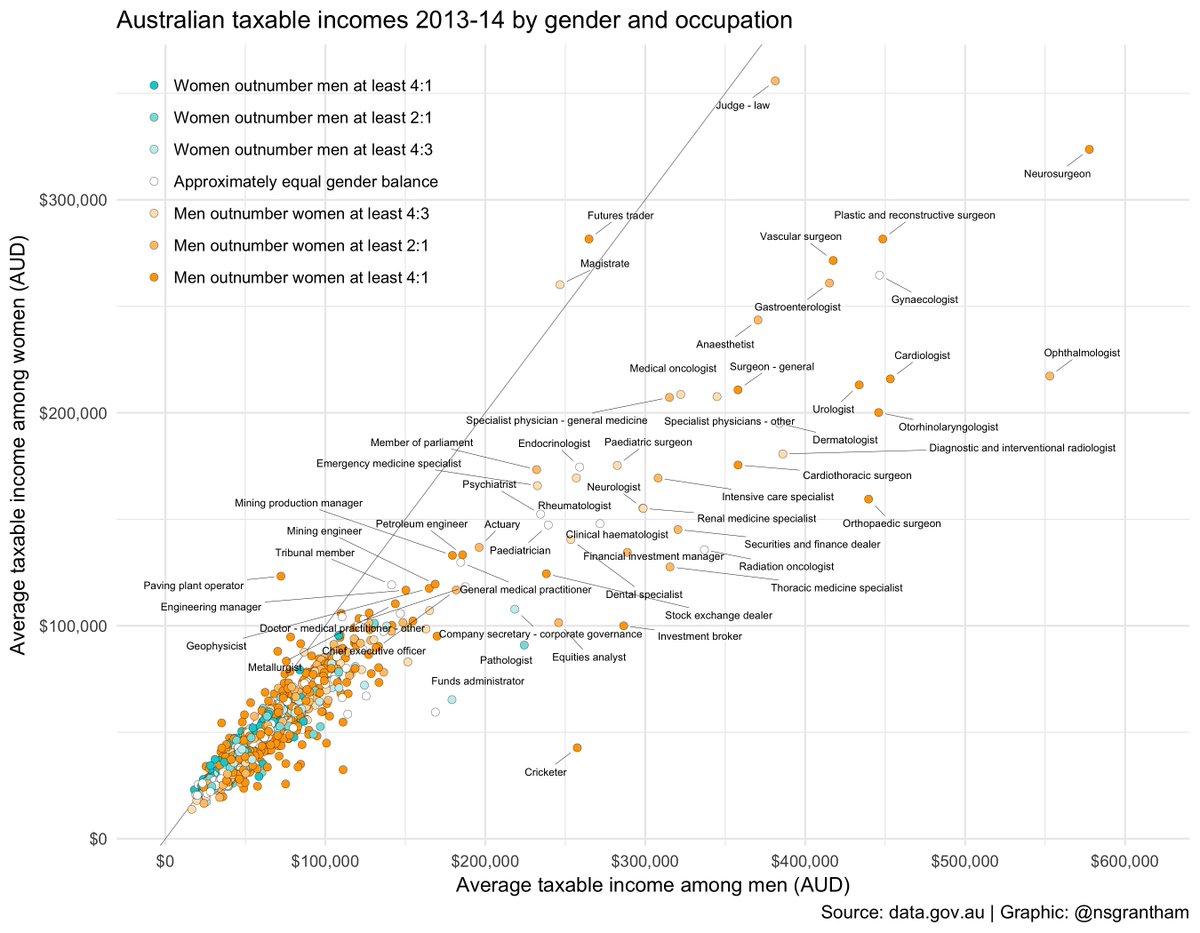 Australian taxable incomes 2013-14 by gender and occupation
Women outnumber men at least 4:1
Women outnumber men at least 2:1
Women outnumber men at least 4:3
Approximately equal gender balance
Men outnumber women at least 4:3
Men outnumber women at least 2:1
Men outnumber women at least 4:1
Judge - law
Neurosurgeon
Futures trader
Plastic and reconstructive surgeon
Vascular surgeon
Magistrate
Gynaecologist
Gastroenterologist
Anaesthetist
Cardiologist
Ophthalmologist
Medical oncologist
Surgeon - general
Urologist
Specialist physician - general medicine
Specialist physicians - other
Otorhinolaryngologist
Dermatologist
Member of parliament
Endocrinologist
Paediatric surgeon
Diagnostic and interventional radiologist
Emergency medicine specialist
Cardiothoracic surgeon
Psychiatrist
Neurologist
Intensive care specialist
Mining production manager
Rheumatologist
Renal medicine specialist
Petroleum engineer
Actuary
Orthopaedic surgeon
Mining engineer
Clinical haematologist
Securities and finance dealer
Tribunal member
Paediatrician
Financial investment manager
Radiation oncologist
Paving plant operator
General medical practitioner
Thoracic medicine specialist
Dental specialist
Engineering manager
Stock exchange dealer
Doctor - medical practitioner - other
Company secretary - corporate governance
Investment broker
Geophysicist
Chief executive officer
Pathologist
Equities analyst
Metallurgist
Funds administrator
Cricketer
$300,000
$200,000
$100,000
$0
Average taxable income among women (AUD)
$0
$100,000
$200,000
$300,000
$400,000
$500,000
$600,000
Average taxable income among men (AUD)
Source: data.gov.au | Graphic: @nsgrantham